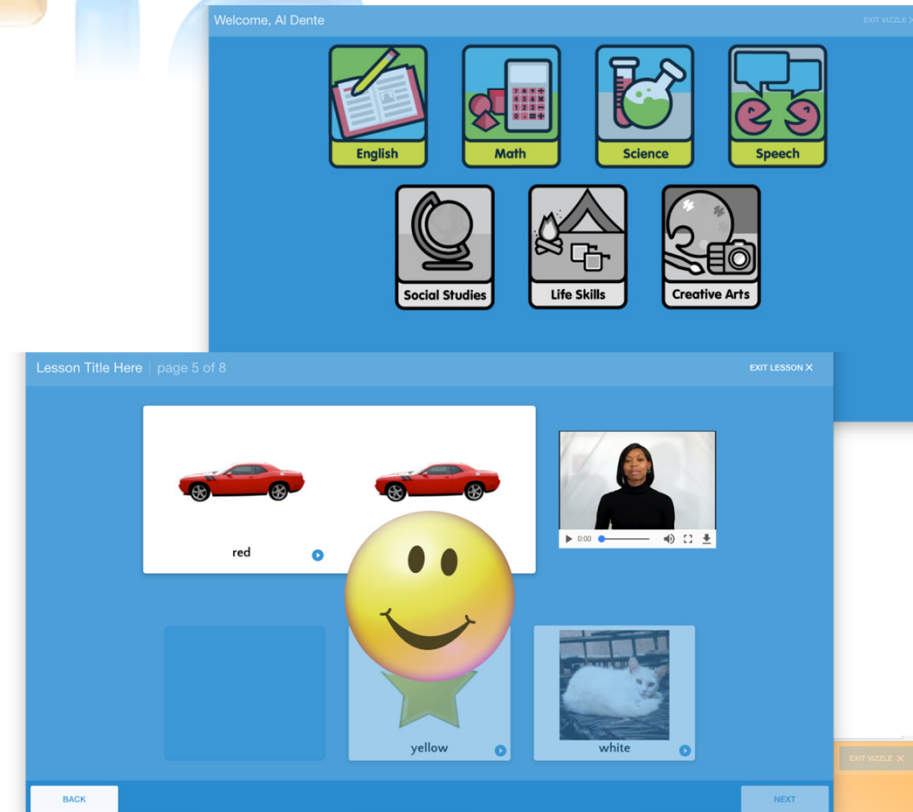 Welcome, Al Dente
EXIT VIZZLE X
English
Math
Science
Speech
Social Studies
Life Skills
Creative Arts
Lesson Title Here | page 5 of 8
EXIT LESSON X
red
0:00
yellow
white
EXIT VIZZLE X
BACK
NEXT